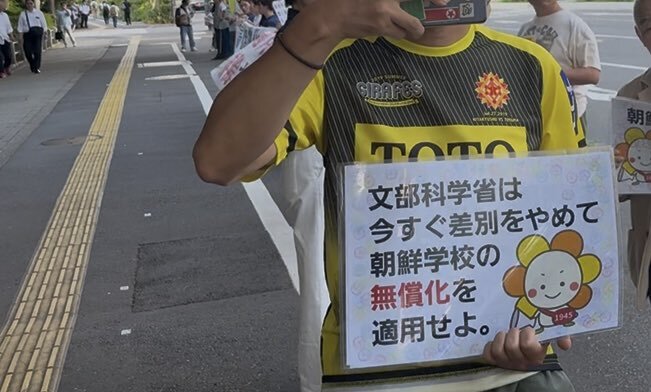 GIRAFFES
TOTO
文部科学省は
今すぐ差別をやめて
朝鮮学校の
無償化を
適用せよ。
1945
朝鮮